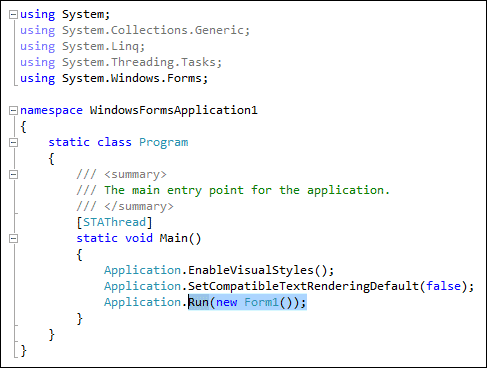 using System;
using System.Collections.Generic;
using System.Linq;
using System.Threading.Tasks;
using System.Windows.Forms;
namespace WindowsFormsApplication1
{
static class Program
{
/// <summary>
/// The main entry point for the application.
/// </summary>
[STAThread]
static void Main()
{
Application.EnableVisualStyles();
Application.SetCompatibleTextRenderingDefault(false);
Application.Run(new Form1());
}
}
}